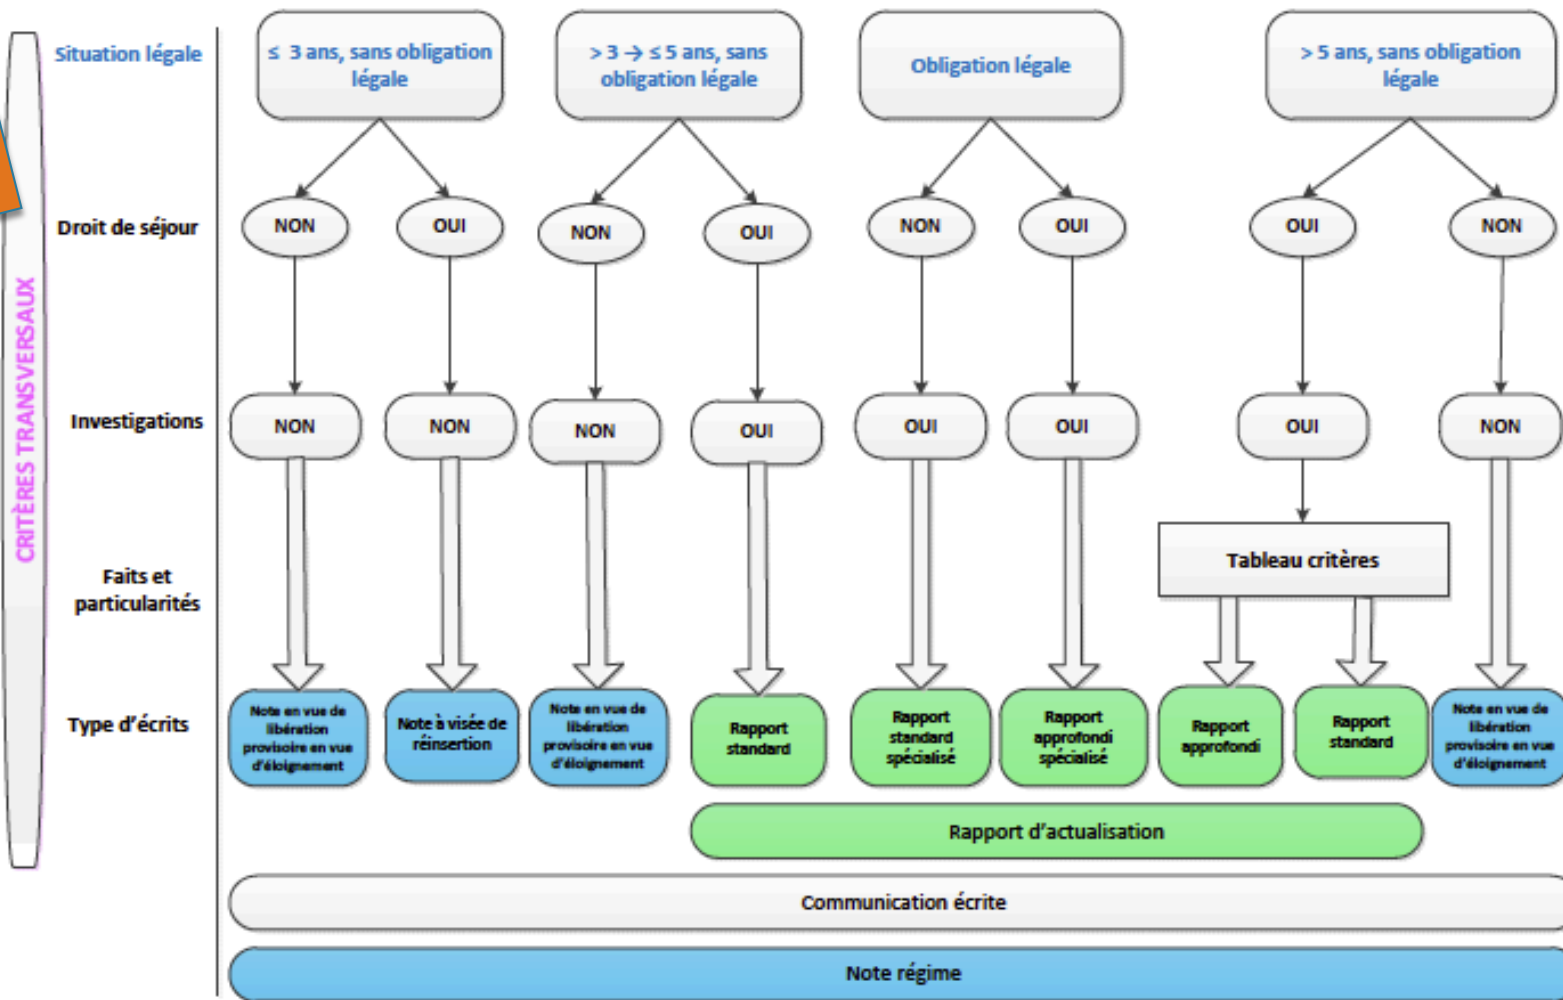 CRITÈRES TRANSVERSAUX
Situation légale
≤ 3 ans, sans obligation
légale
> 3 → ≤ 5 ans, sans
obligation légale
Obligation légale
> 5 ans, sans obligation
légale
Droit de séjour
NON
OUI
NON
OUI
NON
OUI
OUI
NON
Investigations
NON
NON
NON
OUI
OUI
OUI
OUI
NON
Faits et
particularités
Tableau critères
Type d'écrits
Note en vue de
libération
provisoire en vue
d'éloignement
Note à visée de
réinsertion
Note en vue de
libération
provisoire en vue
d'éloignement
Rapport
standard
Rapport
standard
spécialisé
Rapport
approfondi
spécialisé
Rapport
approfondi
Rapport
standard
Note en vue de
libération
provisoire en vue
d'éloignement
Rapport d'actualisation
Communication écrite
Note régime